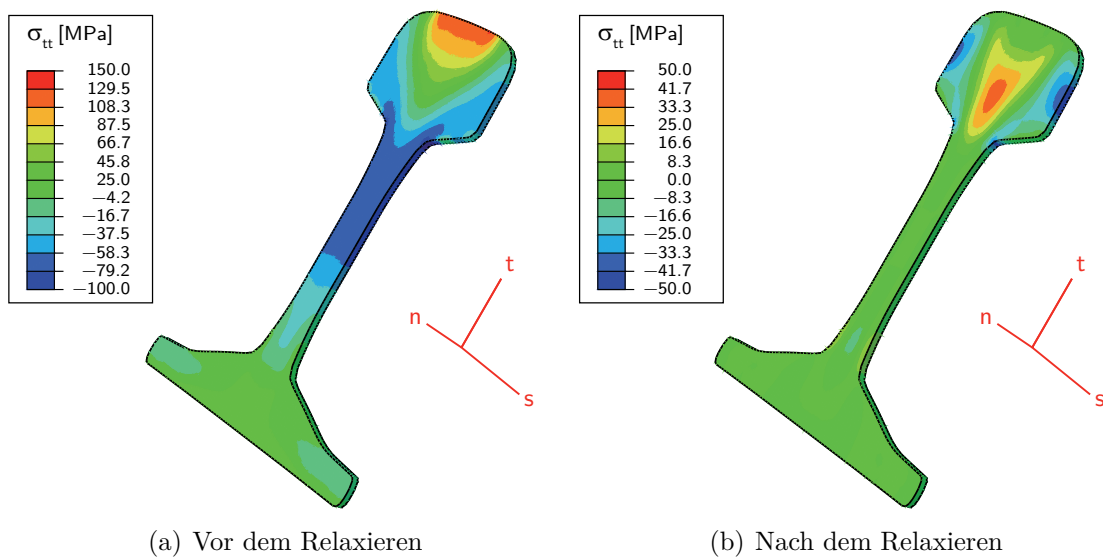 σtt [MPa]
150.0
129.5
108.3
87.5
66.7
45.8
25.0
−4.2
−16.7
−37.5
−58.3
−79.2
−100.0
n
t
s
(a) Vor dem Relaxieren
σtt [MPa]
50.0
41.7
33.3
25.0
16.6
8.3
0.0
−8.3
−16.6
−25.0
−33.3
−41.7
−50.0
n
t
s
(b) Nach dem Relaxieren